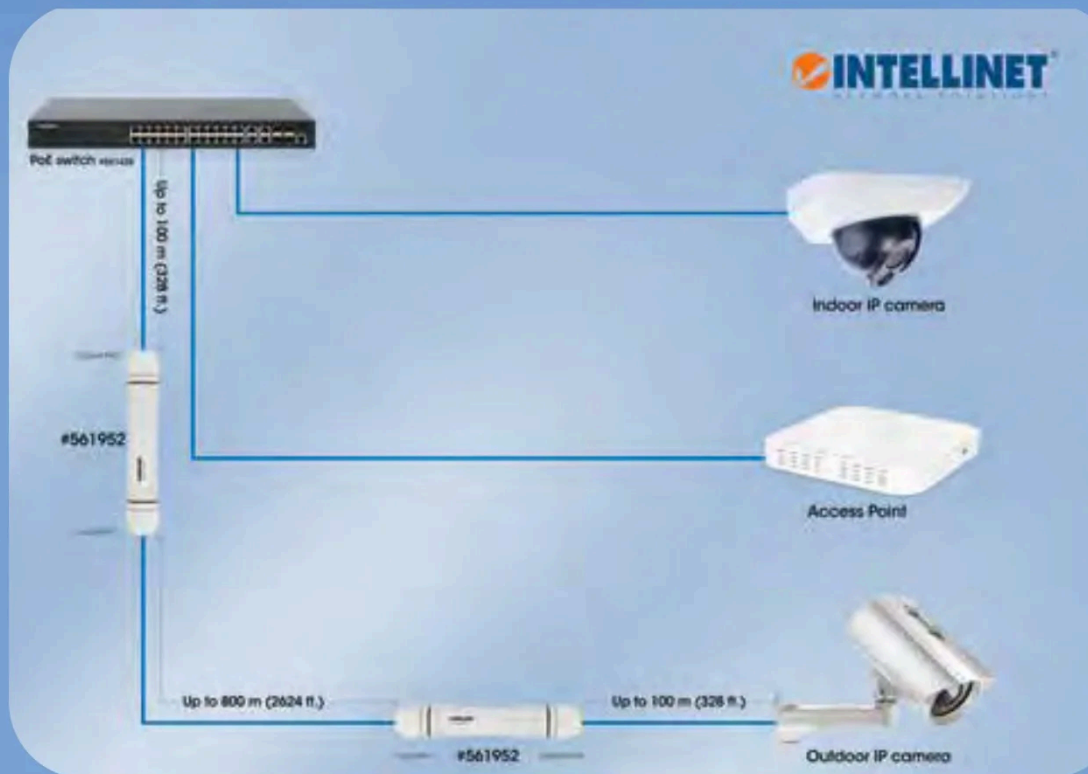 INTELLINET
PoE switch
Up to 100 m (328 ft.)
Indoor IP camera
#561952
Access Point
Up to 800 m (2624 ft.)
Up to 100 m (328 ft.)
#561952
Outdoor IP camera